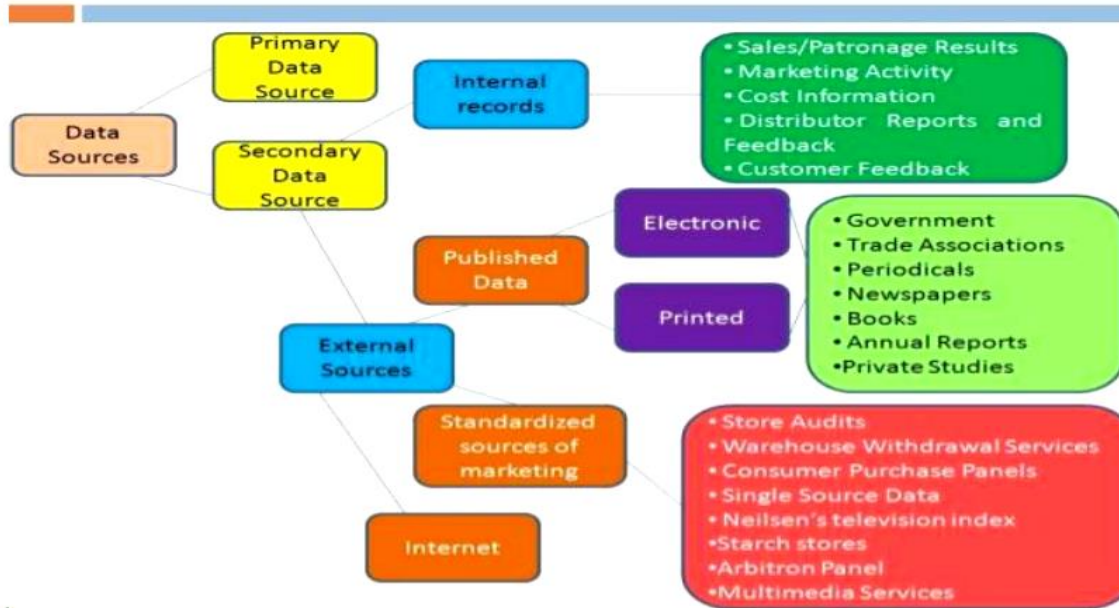 Primary
Data
Source
Data
Sources
Secondary
Data
Source
Internal
records
• Sales/Patronage Results
• Marketing Activity
• Cost Information
• Distributor Reports and
Feedback
• Customer Feedback
External
Sources
Published
Data
Electronic
Printed
• Government
• Trade Associations
• Periodicals
• Newspapers
• Books
• Annual Reports
•Private Studies
Standardized
sources of
marketing
• Store Audits
• Warehouse Withdrawal Services
• Consumer Purchase Panels
• Single Source Data
• Neilsen's television index
•Starch stores
•Arbitron Panel
•Multimedia Services
Internet